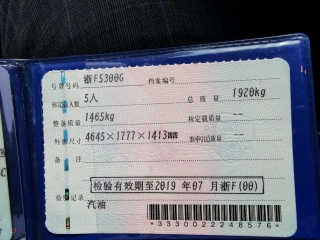 号牌号码 浙F5300G 档案编号
核定载人数 5人 总质量 1920kg
整备质量 1465kg 核定载质量 --
外廓尺寸 4645×1777×1413 准牵引总质量 --
备注
检验有效期至2019年07月浙F(00)
检验记录
汽油
*3330022248576*